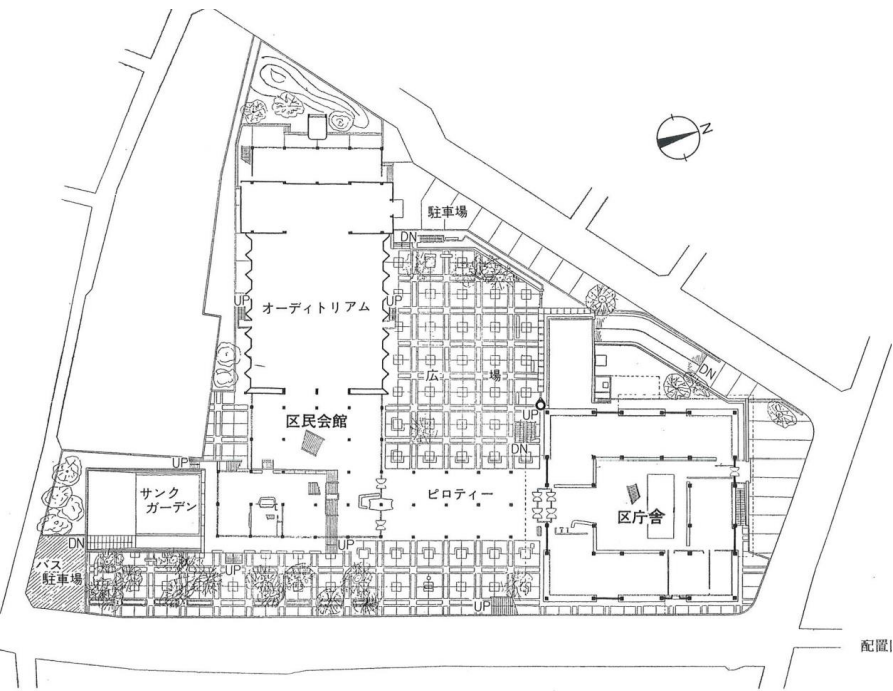 N
駐車場
DN
UP
オーディトリアム
UP
広場
DN
UP
区民会館
DN
UP
サンク
ガーデン
ピロティー
区庁舎
DN
バス
駐車場
UP
UP
UP
配置